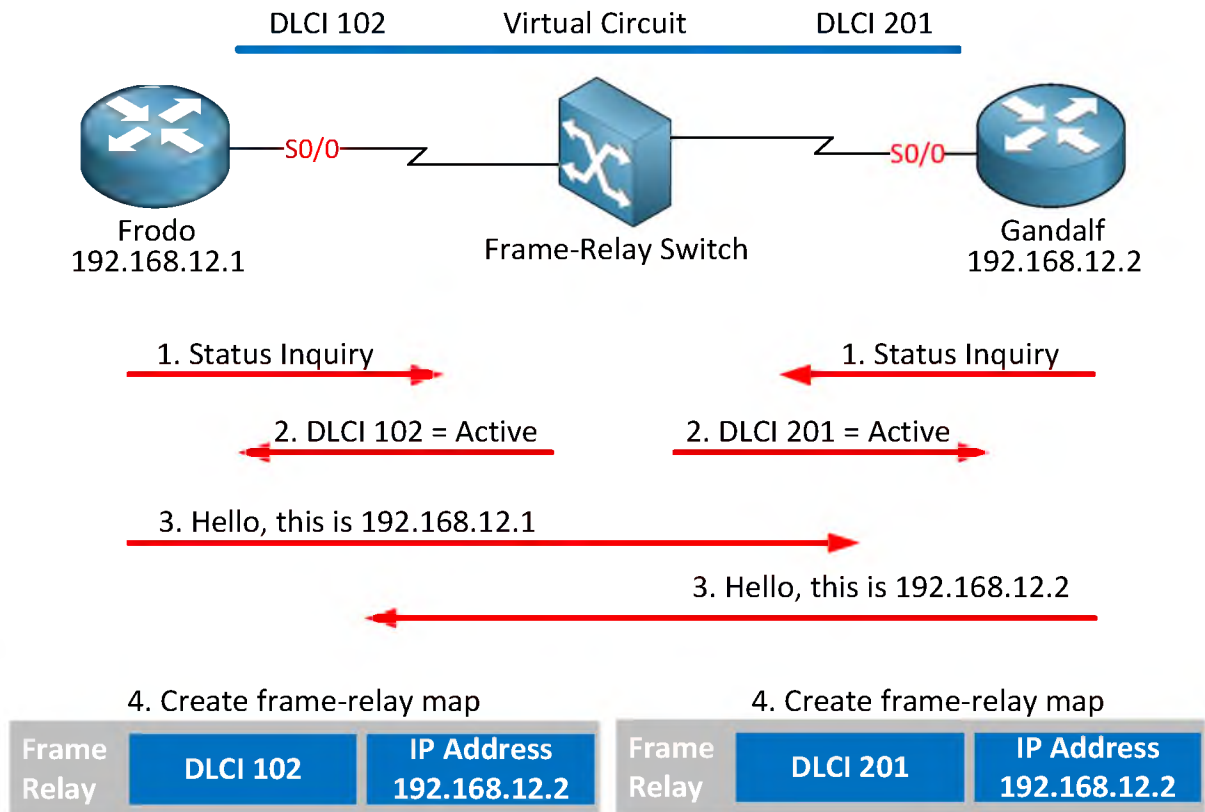 DLCI 102 Virtual Circuit DLCI 201
S0/0 S0/0
Frodo
192.168.12.1
Frame-Relay Switch
Gandalf
192.168.12.2
1. Status Inquiry 1. Status Inquiry
2. DLCI 102 = Active 2. DLCI 201 = Active
3. Hello, this is 192.168.12.1
3. Hello, this is 192.168.12.2
4. Create frame-relay map 4. Create frame-relay map
Frame Relay DLCI 102 IP Address 192.168.12.2
Frame Relay DLCI 201 IP Address 192.168.12.2